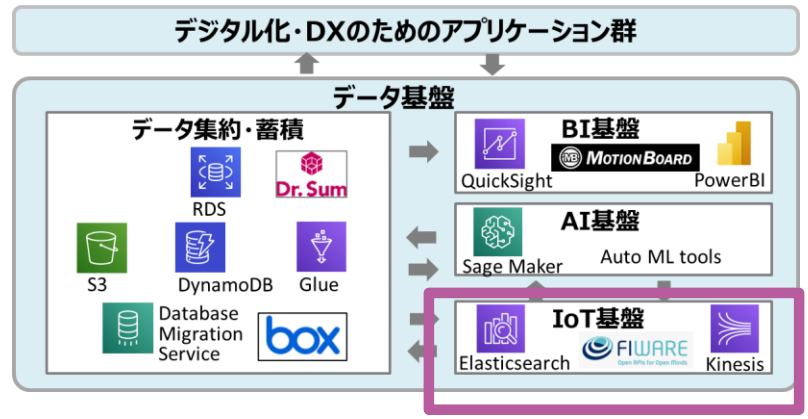 デジタル化・DXのためのアプリケーション群
データ基盤
データ集約・蓄積
RDS
Dr.Sum
S3
DynamoDB
Glue
Database
Migration
Service
box
BI基盤
QuickSight
MB
MOTIONBOARD
PowerBI
AI基盤
Sage Maker
Auto ML tools
IoT基盤
Elasticsearch
FIWARE
Open APIs for Open Minds
Kinesis